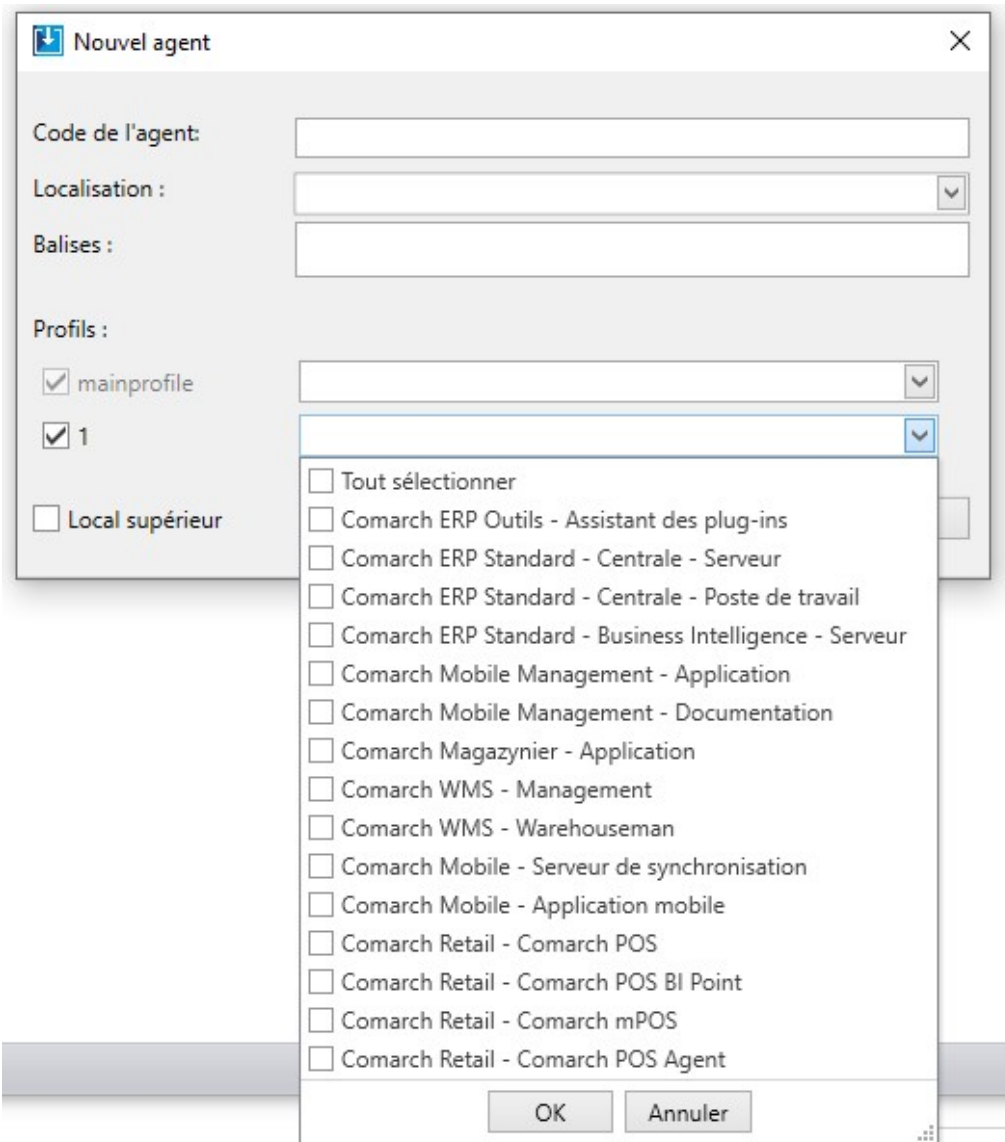 Nouvel agent
Code de l'agent:
Localisation :
Balises :
Profils :
mainprofile
1
Tout sélectionner
Local supérieur
Comarch ERP Outils - Assistant des plug-ins
Comarch ERP Standard - Centrale - Serveur
Comarch ERP Standard - Centrale - Poste de travail
Comarch ERP Standard - Business Intelligence - Serveur
Comarch Mobile Management - Application
Comarch Mobile Management - Documentation
Comarch Magazynier - Application
Comarch WMS - Management
Comarch WMS - Warehouseman
Comarch Mobile - Serveur de synchronisation
Comarch Mobile - Application mobile
Comarch Retail - Comarch POS
Comarch Retail - Comarch POS BI Point
Comarch Retail - Comarch mPOS
Comarch Retail - Comarch POS Agent
OK Annuler